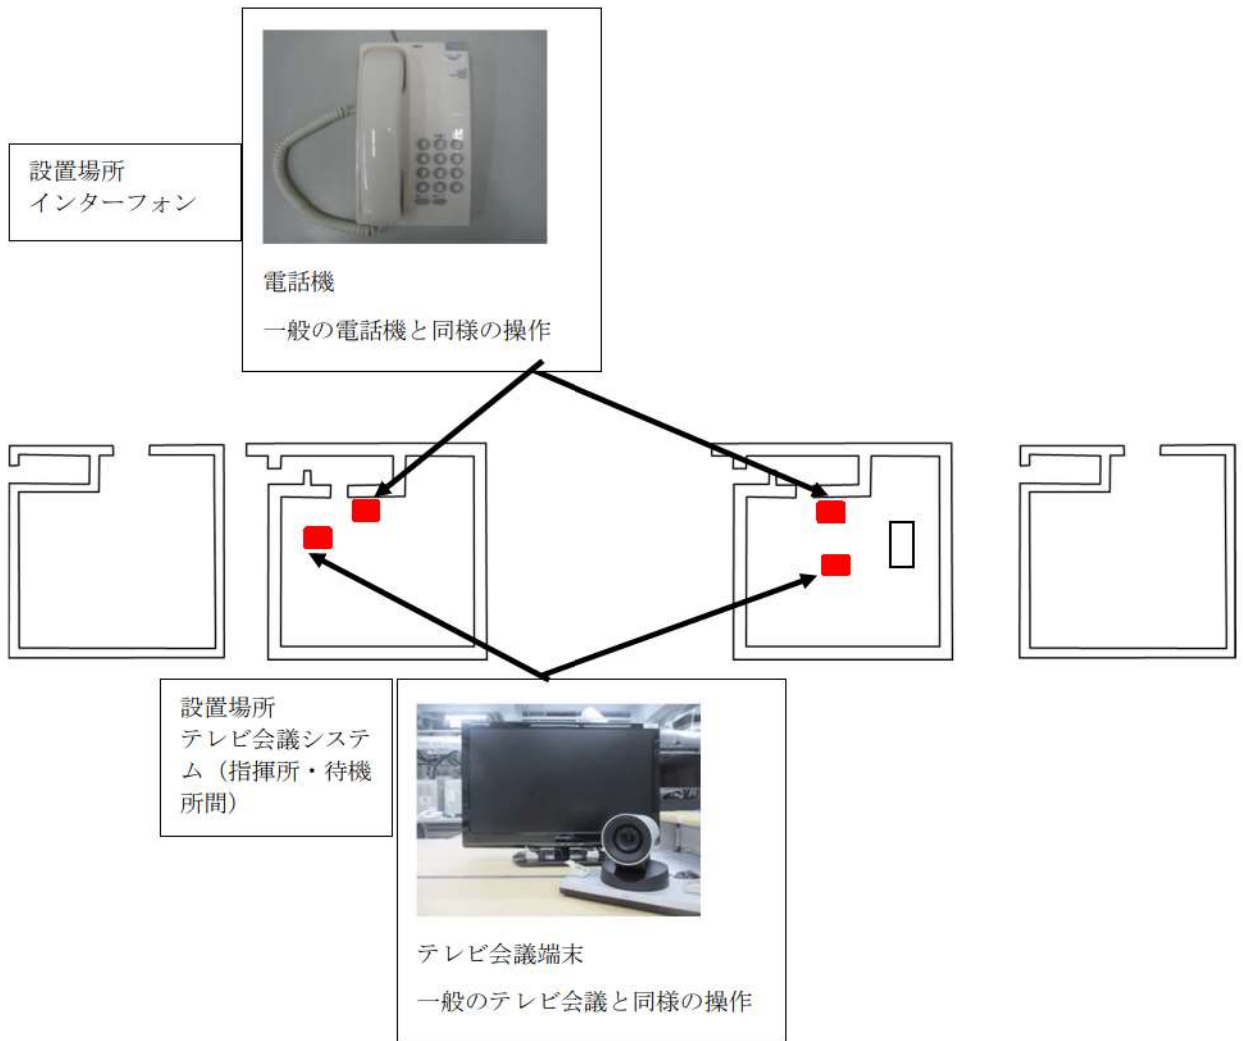 設置場所
インターフォン
電話機
一般の電話機と同様の操作
設置場所
テレビ会議システ
ム（指揮所・待機
所間）
テレビ会議端末
一般のテレビ会議と同様の操作